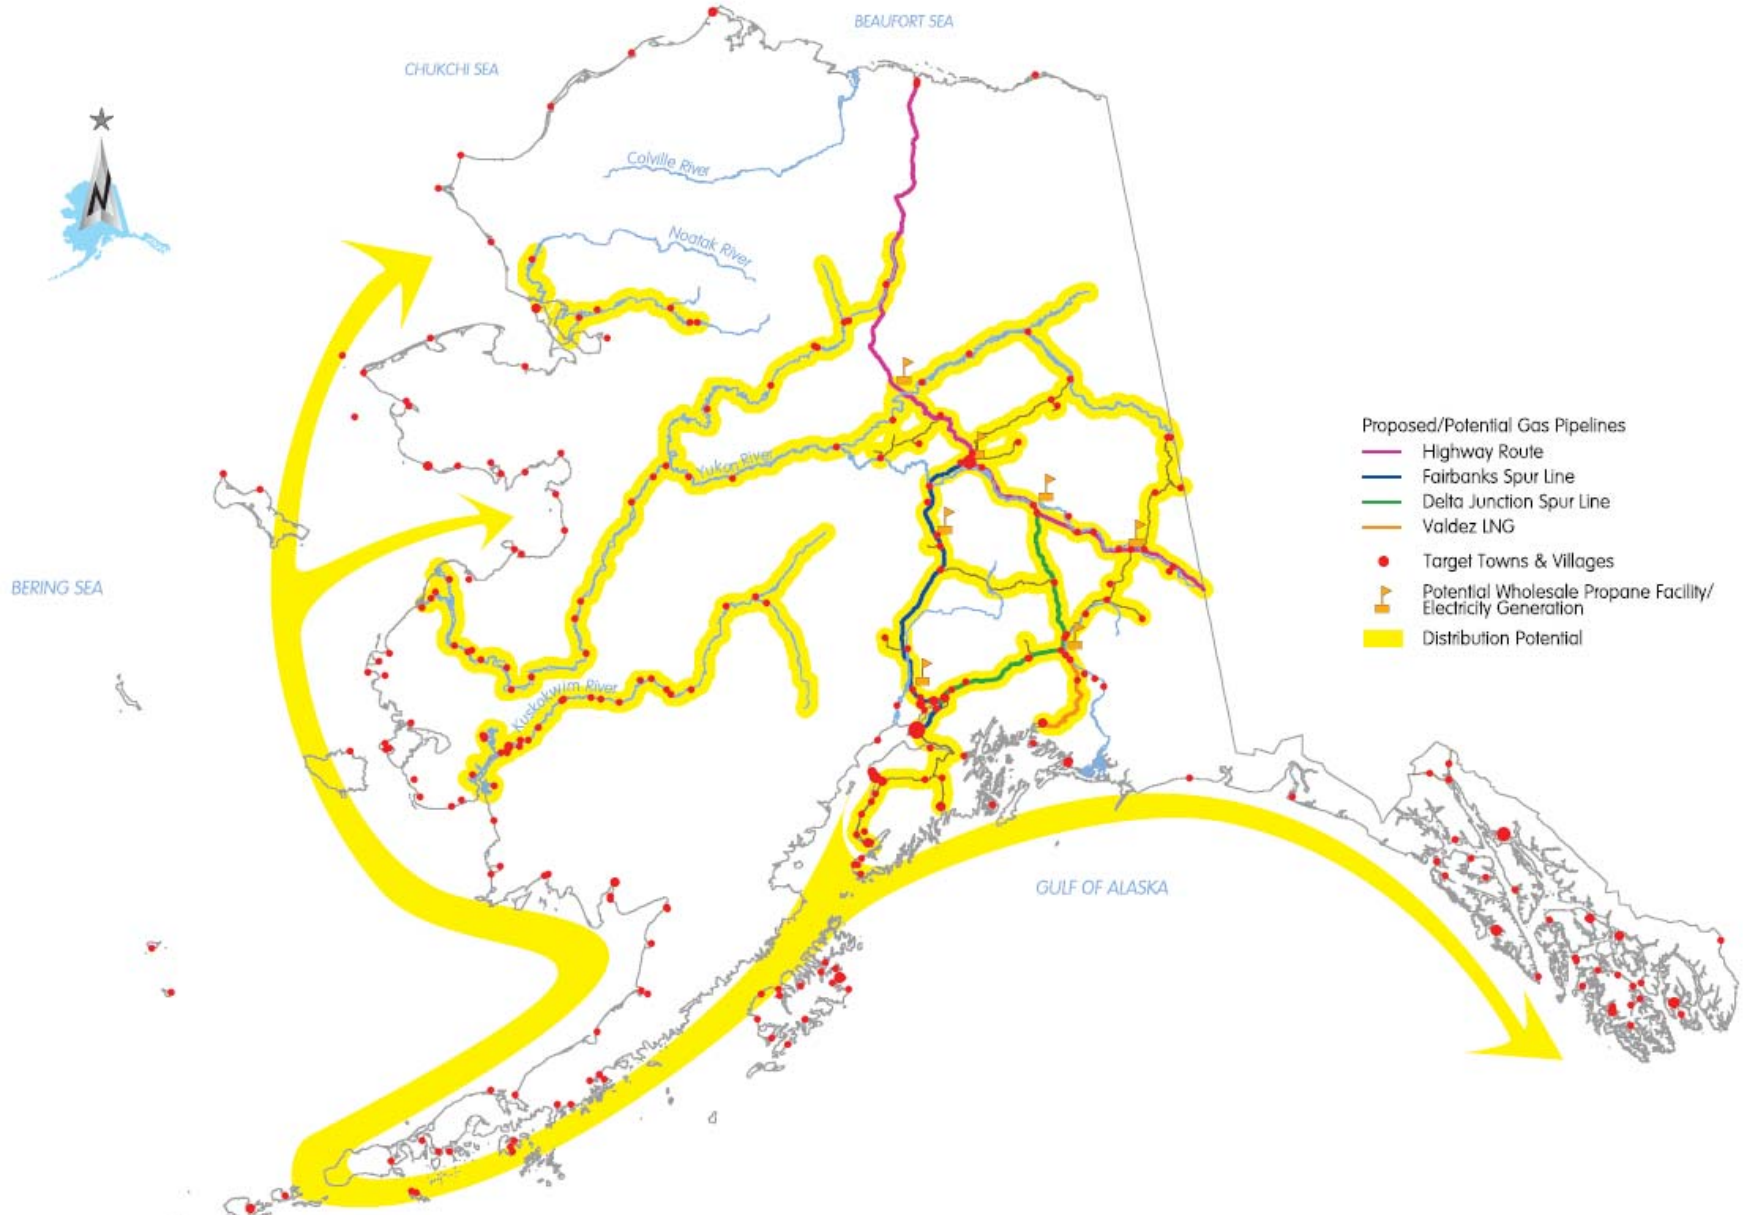 BEAUFORT SEA
CHUKCHI SEA
N
Colville River
Noatak River
Yukon River
BERING SEA
Kuskokwim River
GULF OF ALASKA
Proposed/Potential Gas Pipelines
Highway Route
Fairbanks Spur Line
Delta Junction Spur Line
Valdez LNG
Target Towns & Villages
Potential Wholesale Propane Facility/
Electricity Generation
Distribution Potential